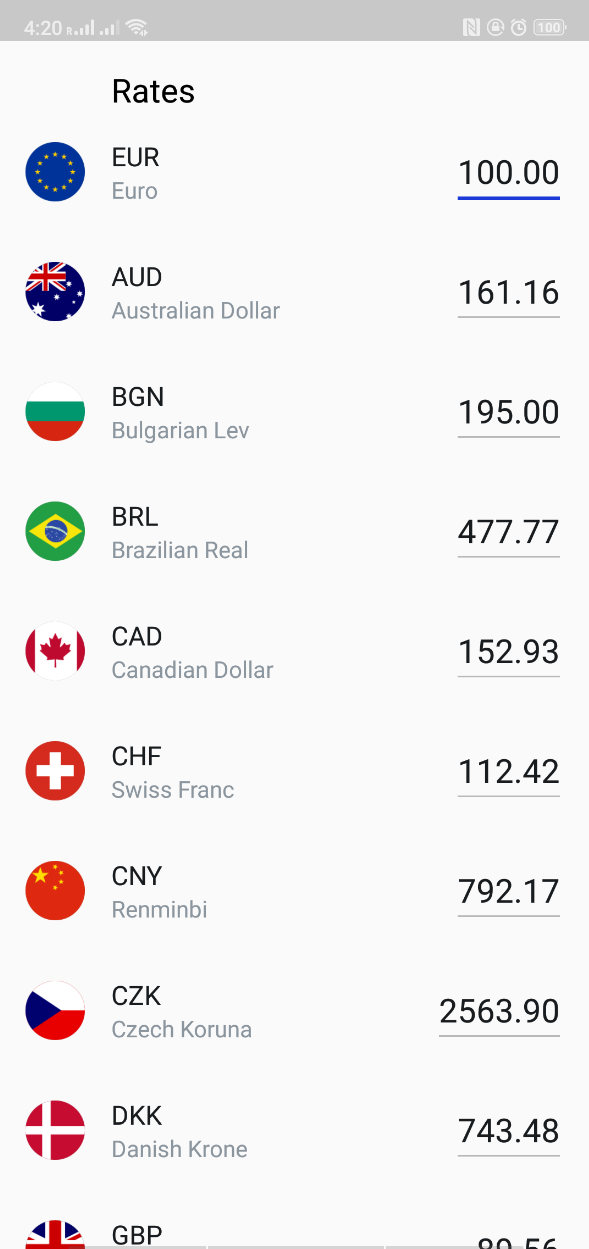 4:20 R 100
Rates
EUR
Euro
100.00
AUD
Australian Dollar
161.16
BGN
Bulgarian Lev
195.00
BRL
Brazilian Real
477.77
CAD
Canadian Dollar
152.93
CHF
Swiss Franc
112.42
CNY
Renminbi
792.17
CZK
Czech Koruna
2563.90
DKK
Danish Krone
743.48
GBP
89.56